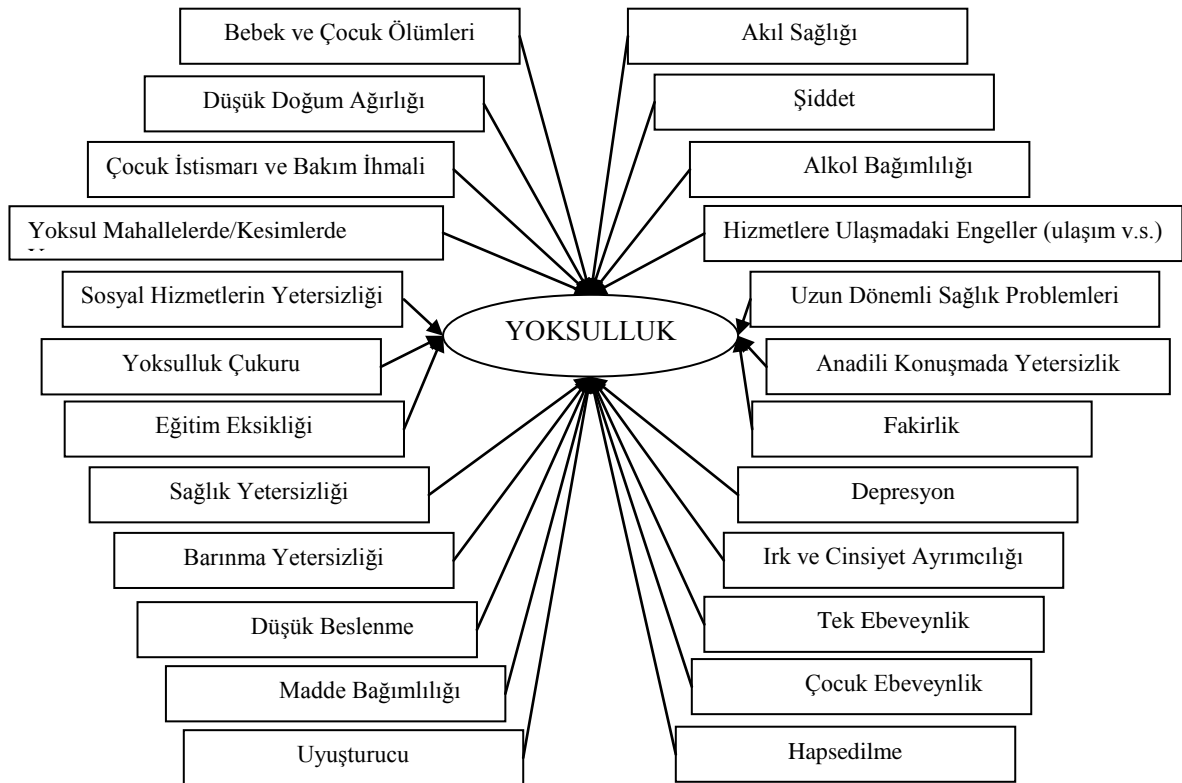 Bebek ve Çocuk Ölümleri
Akıl Sağlığı
Düşük Doğum Ağırlığı
Şiddet
Çocuk İstismarı ve Bakım İhmali
Alkol Bağımlılığı
Yoksul Mahallelerde/Kesimlerde
Hizmetlere Ulaşmadaki Engeller (ulaşım v.s.)
Sosyal Hizmetlerin Yetersizliği
Uzun Dönemli Sağlık Problemleri
YOKSULLUK
Yoksulluk Çukuru
Anadili Konuşmada Yetersizlik
Eğitim Eksikliği
Fakirlik
Sağlık Yetersizliği
Depresyon
Barınma Yetersizliği
Irk ve Cinsiyet Ayrımcılığı
Düşük Beslenme
Tek Ebeveynlik
Madde Bağımlılığı
Çocuk Ebeveynlik
Uyuşturucu
Hapsedilme